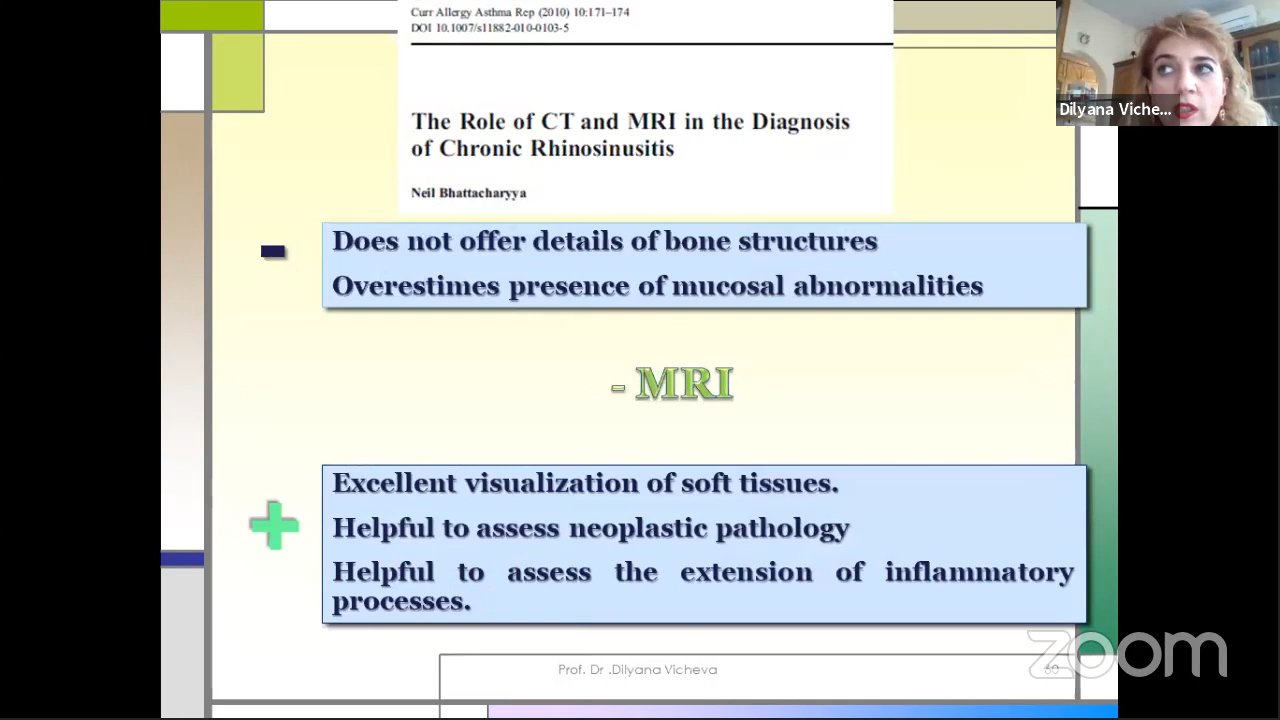 Curr Allergy Asthma Rep (2010) 10:171–174
DOI 10.1007/s11882-010-0103-5
The Role of CT and MRI in the Diagnosis
of Chronic Rhinosinusitis
Neil Bhattacharyya
Dilyana Viche...
- Does not offer details of bone structures
Overestimes presence of mucosal abnormalities
- MRI
+ Excellent visualization of soft tissues.
Helpful to assess neoplastic pathology
Helpful to assess the extension of inflammatory
processes.
Prof. Dr .Dilyana Vicheva
zoom